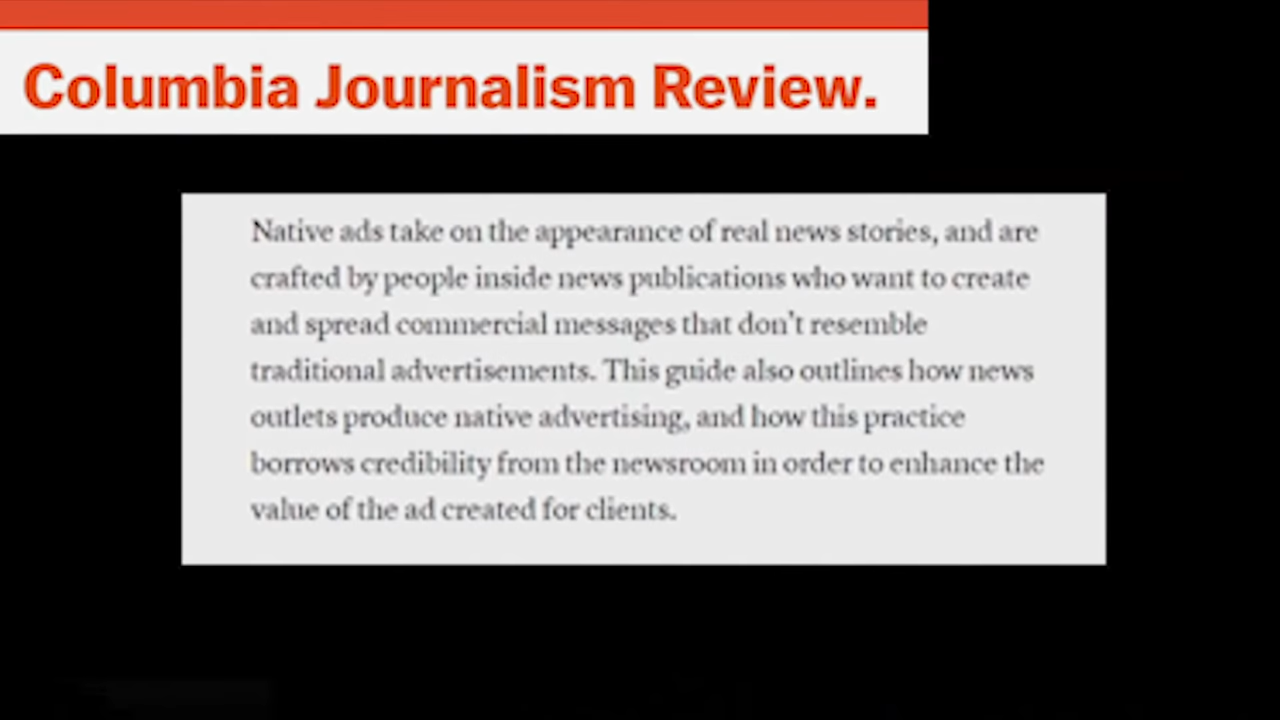 Columbia Journalism Review.
Native ads take on the appearance of real news stories, and are
crafted by people inside news publications who want to create
and spread commercial messages that don't resemble
traditional advertisements. This guide also outlines how news
outlets produce native advertising, and how this practice
borrows credibility from the newsroom in order to enhance the
value of the ad created for clients.